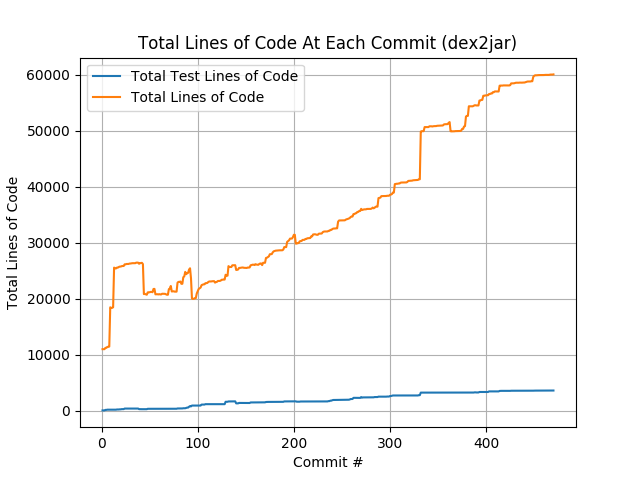 Total Lines of Code At Each Commit (dex2jar)
Total Test Lines of Code
Total Lines of Code
60000
50000
40000
30000
20000
10000
0
Total Lines of Code
0 100 200 300 400
Commit #